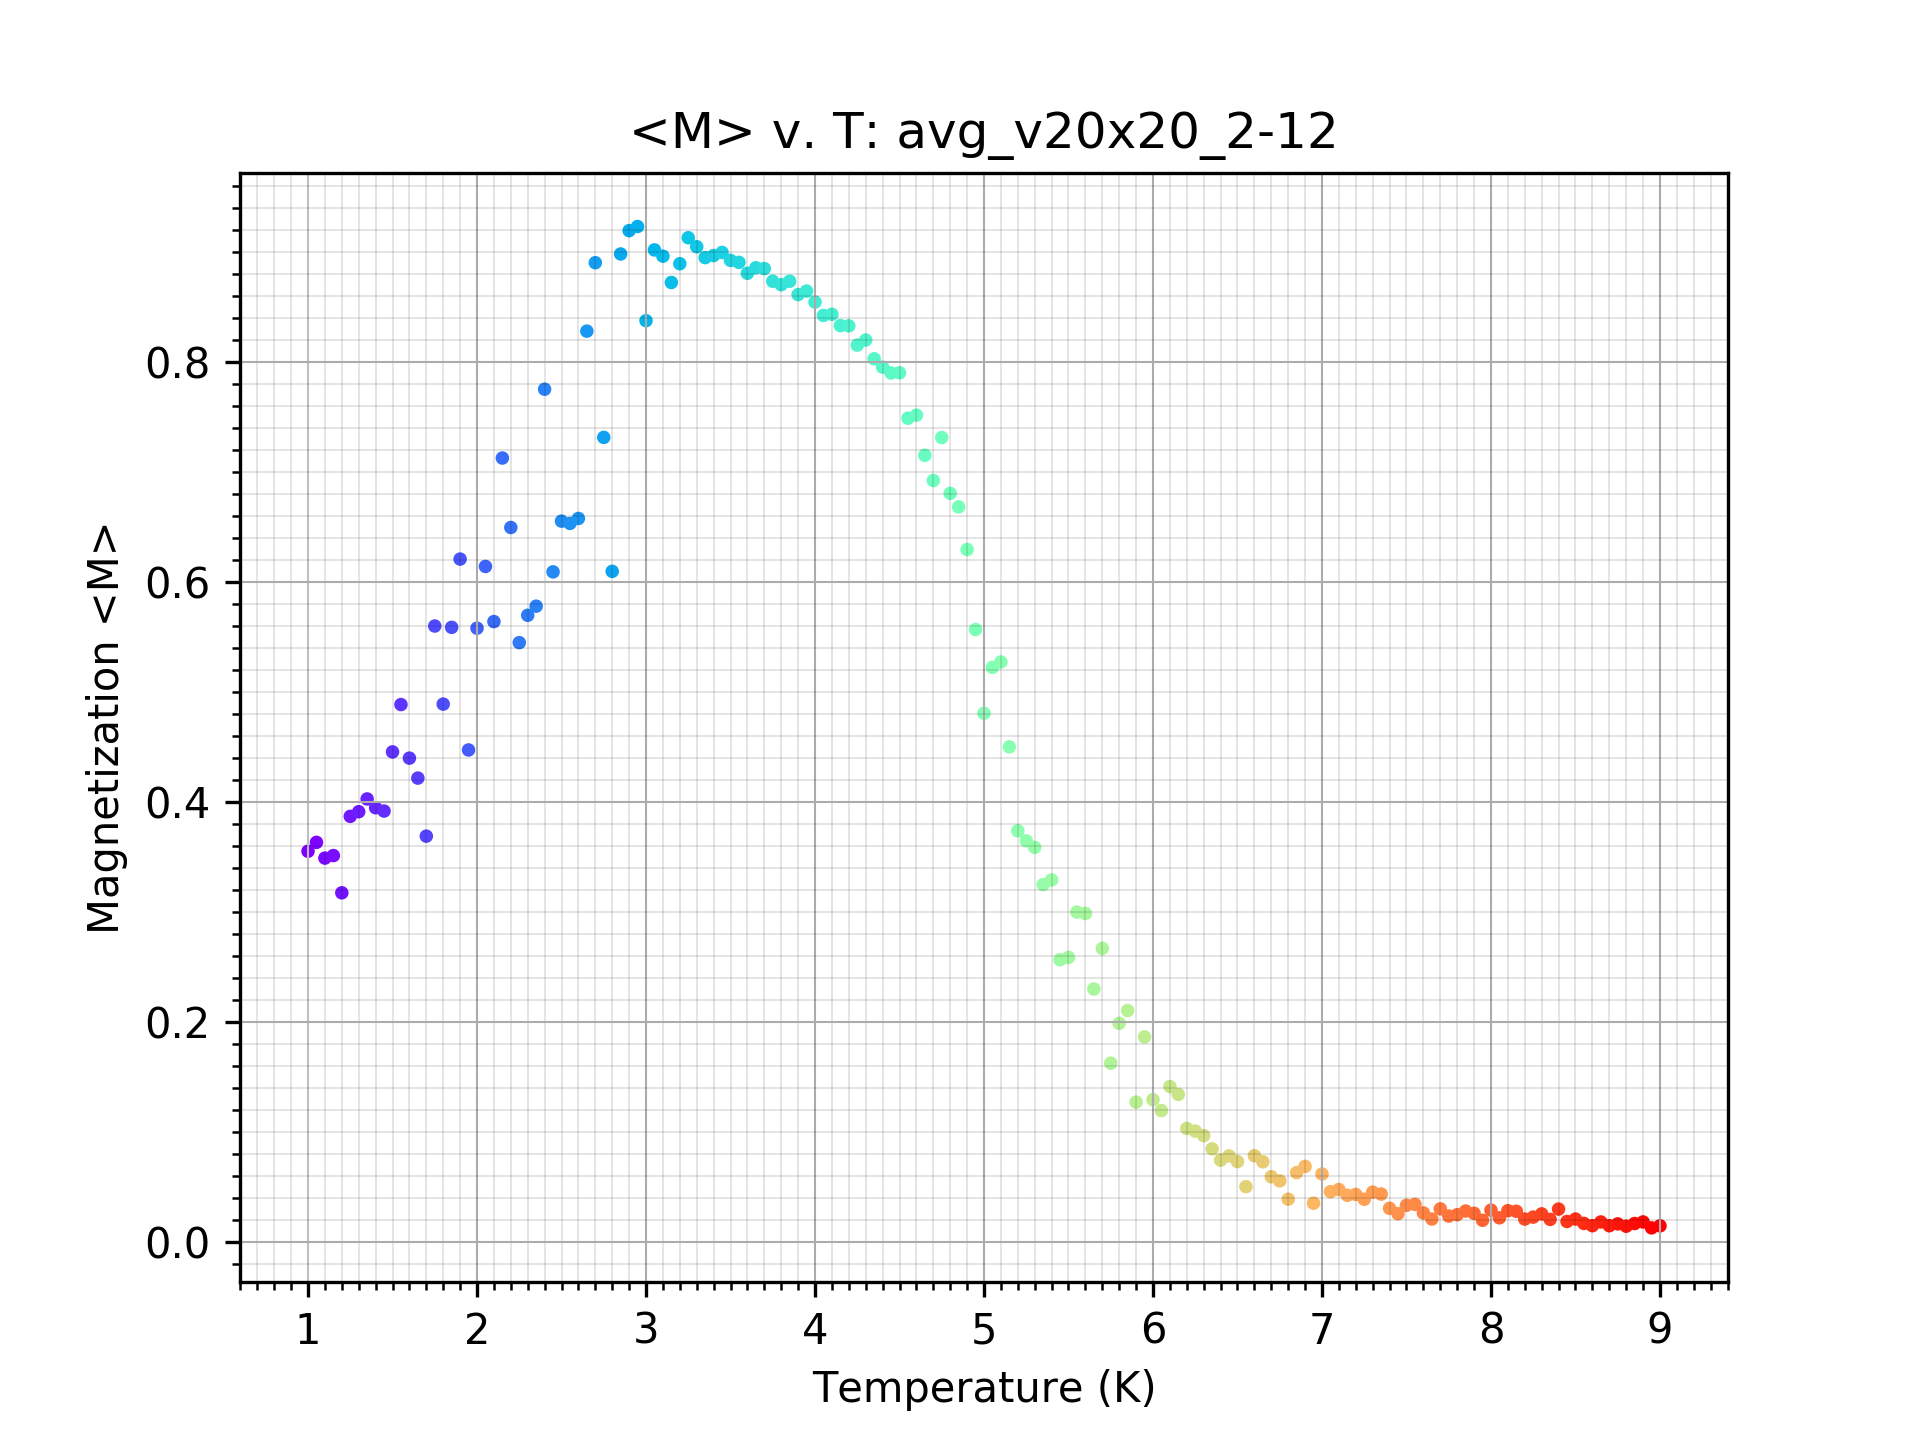 <M> v. T: avg_v20x20_2-12
Magnetization <M>
0.8
0.6
0.4
0.2
0.0
1 2 3 4 5 6 7 8 9
Temperature (K)